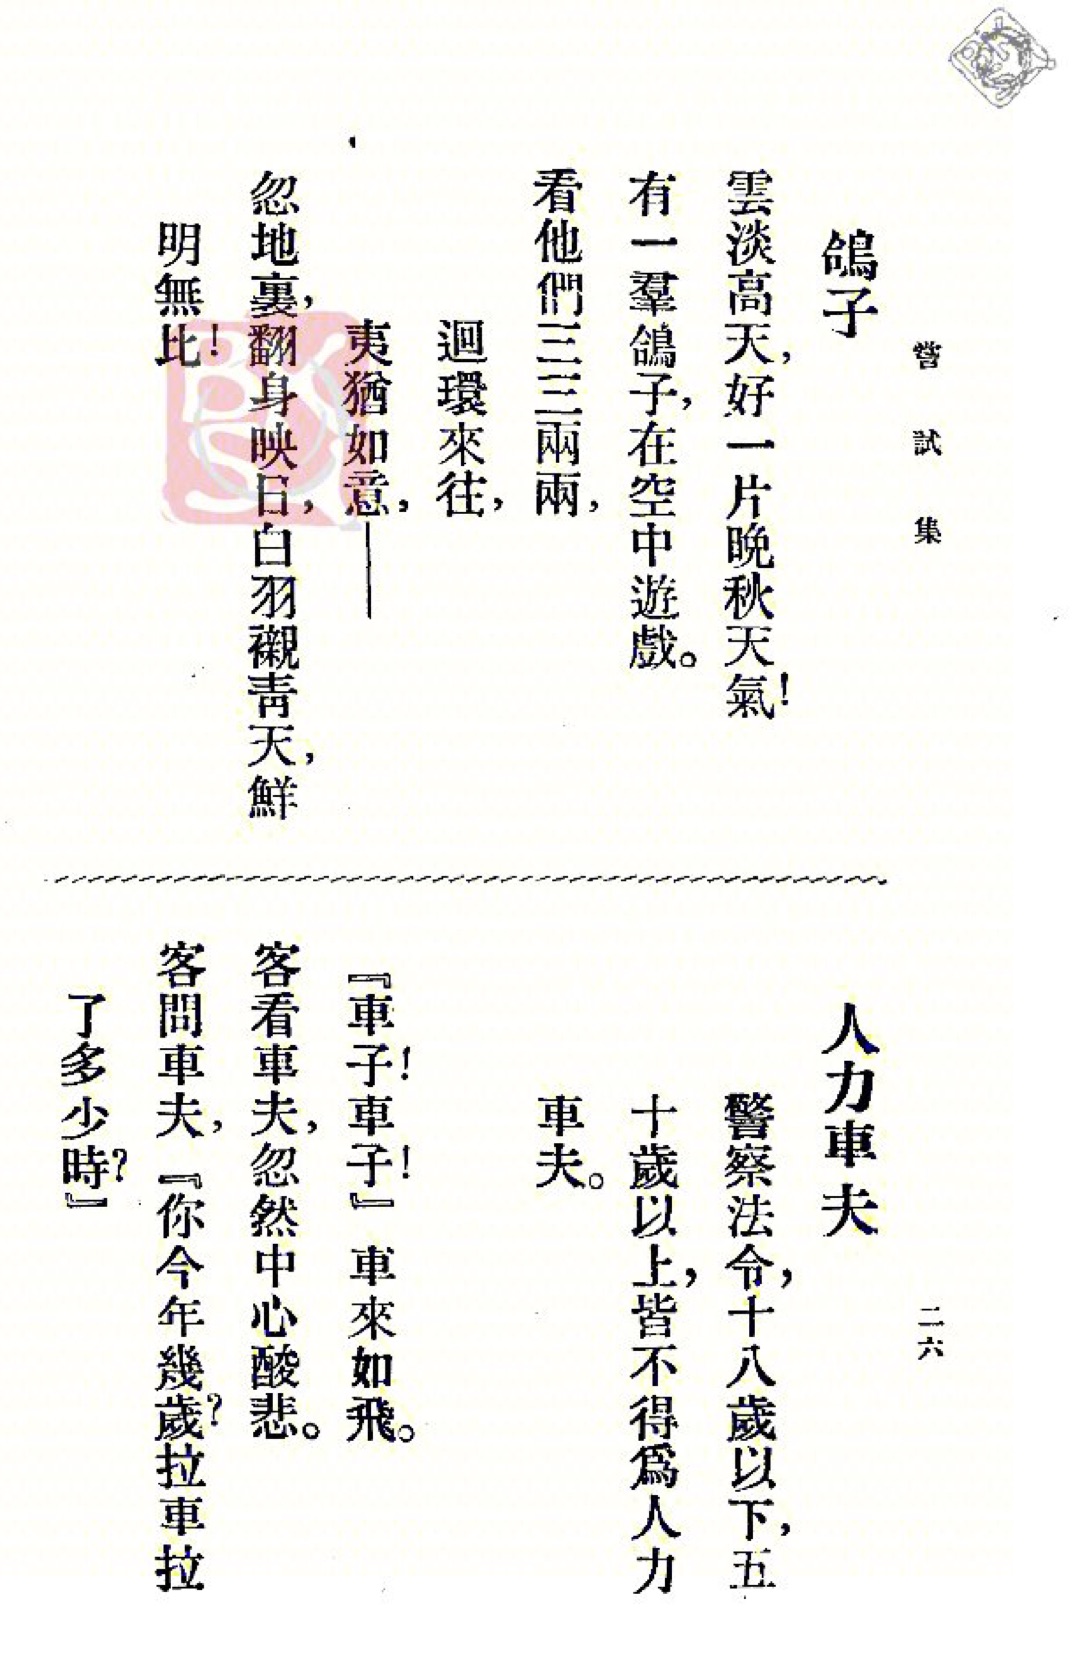 嘗試集
鴿子
雲淡高天,好一片晚秋天氣!
有一羣鴿子,在空中遊戲。
看他們三三兩兩,
迴環來往,
夷猶如意,——
忽地裏,翻身映日,白羽襯青天,鮮
明無比!
二六
人力車夫
警察法令,十八歲以下,五
十歲以上,皆不得爲人力
車夫。
『車子!車子!』車來如飛。
客看車夫,忽然中心酸悲。
客問車夫,『你今年幾歲?拉車拉
了多少時?』